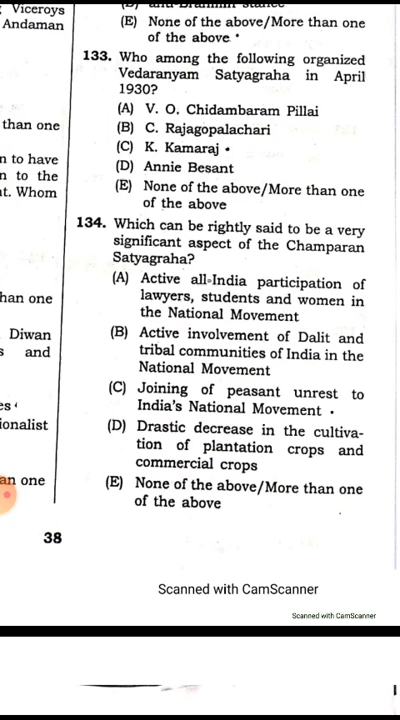 Viceroys
Andaman
than one
n to have
n to the
t. Whom
han one
Diwan
s and
es
ionalist
an one
(E) None of the above/More than one
of the above
133. Who among the following organized
Vedaranyam Satyagraha in April
1930?
(A) V. O. Chidambaram Pillai
(B) C. Rajagopalachari
(C) K. Kamaraj
(D) Annie Besant
(E) None of the above/More than one
of the above
134. Which can be rightly said to be a very
significant aspect of the Champaran
Satyagraha?
(A) Active all-India participation of
lawyers, students and women in
the National Movement
(B) Active involvement of Dalit and
tribal communities of India in the
National Movement
(C) Joining of peasant unrest to
India's National Movement
(D) Drastic decrease in the cultiva-
tion of plantation crops and
commercial crops
(E) None of the above/More than one
of the above
38
Scanned with CamScanner
Scanned with CamScanner